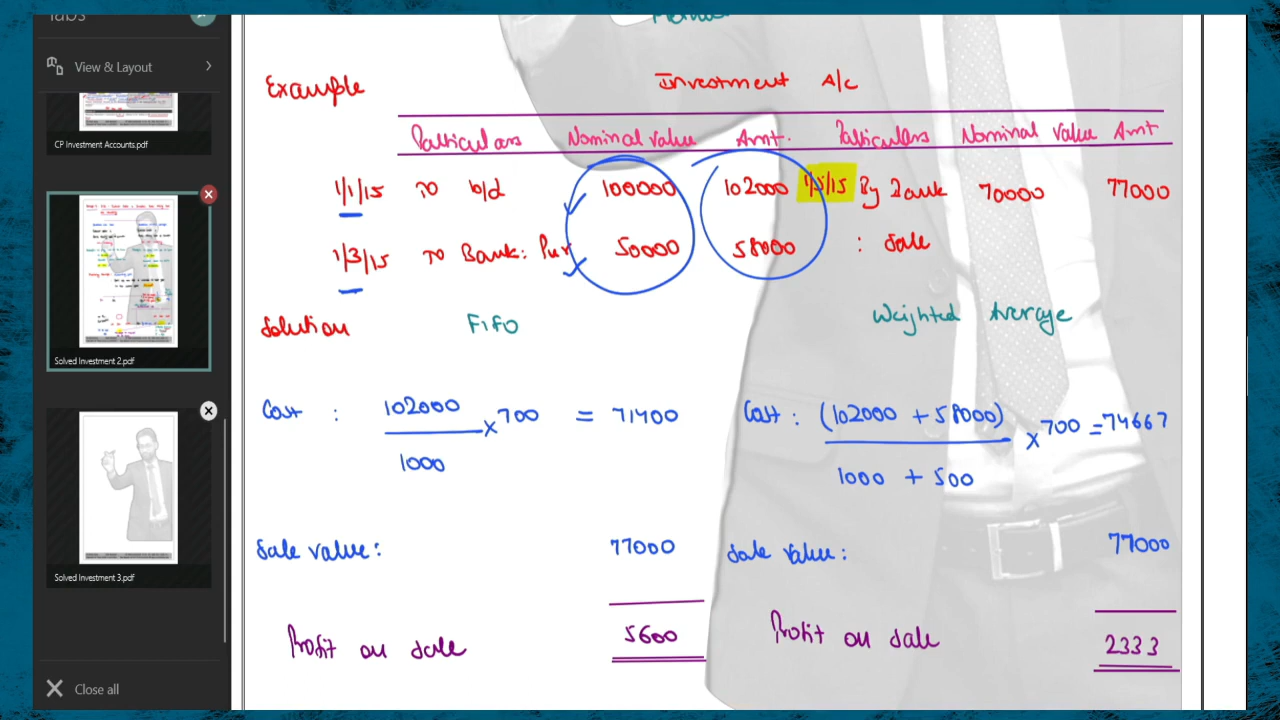 Tabs
View & Layout
CP Investment Accounts.pdf
Solved Investment 2.pdf
Solved Investment 3.pdf
Close all
Example Investment A/c
Particulars Nominal Value Amt. Particulars Nominal Value Amt
1/1/15 To b/d 100000 102000 1/5/15 By Bank 70000 77000
1/3/15 To Bank: Pur 50000 58000 : Sale
Solution FIFO Weighted Average
Cost : 102000 x 700 = 71400 Cost : (102000 + 58000) x 700 = 74667
1000 1000 + 500
Sale value: 77000 Sale value: 77000
Profit on sale 5600 Profit on sale 2333